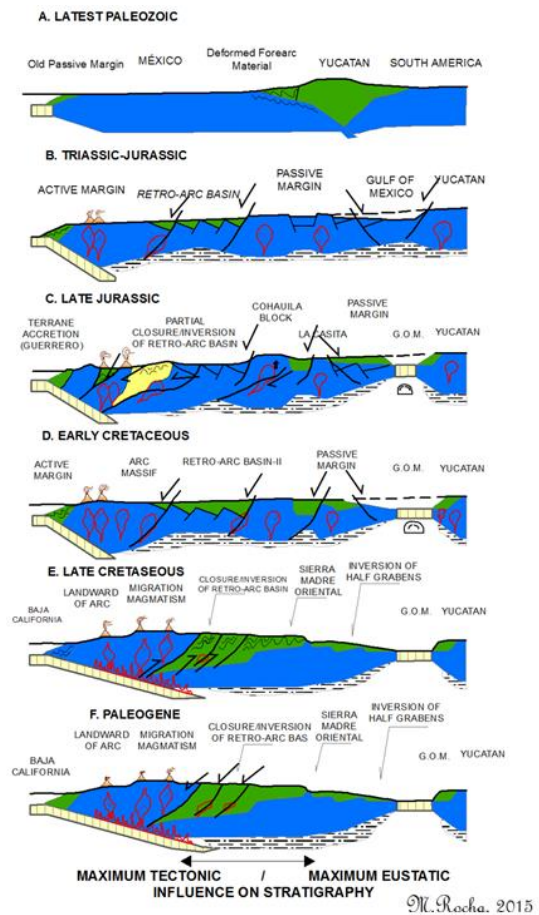 A. LATEST PALEOZOIC
Old Passive Margin
MÉXICO
Deformed Forearc
Material
YUCATAN
SOUTH AMERICA
B. TRIASSIC-JURASSIC
ACTIVE MARGIN
RETRO-ARC BASIN
PASSIVE
MARGIN
GULF OF
MEXICO
YUCATAN
C. LATE JURASSIC
TERRANE
ACCRETION
(GUERRERO)
PARTIAL
CLOSURE/INVERSION
OF RETRO-ARC BASIN
COHAUILA
BLOCK
LA CASITA
PASSIVE
MARGIN
G.O.M.
YUCATAN
D. EARLY CRETACEOUS
ACTIVE
MARGIN
ARC
MASSIF
RETRO-ARC BASIN-II
PASSIVE
MARGIN
G.O.M.
YUCATAN
E. LATE CRETASEOUS
BAJA
CALIFORNIA
LANDWARD
OF ARC
MIGRATION
MAGMATISM
CLOSURE/INVERSION
OF RETRO-ARC BASIN
SIERRA
MADRE
ORIENTAL
INVERSION OF
HALF GRABENS
G.O.M.
YUCATAN
F. PALEOGENE
BAJA
CALIFORNIA
LANDWARD
OF ARC
MIGRATION
MAGMATISM
CLOSURE/INVERSION
OF RETRO-ARC BAS
SIERRA
MADRE
ORIENTAL
INVERSION OF
HALF GRABENS
G.O.M.
YUCATAN
MAXIMUM TECTONIC / MAXIMUM EUSTATIC
INFLUENCE ON STRATIGRAPHY
M.Rocha. 2015